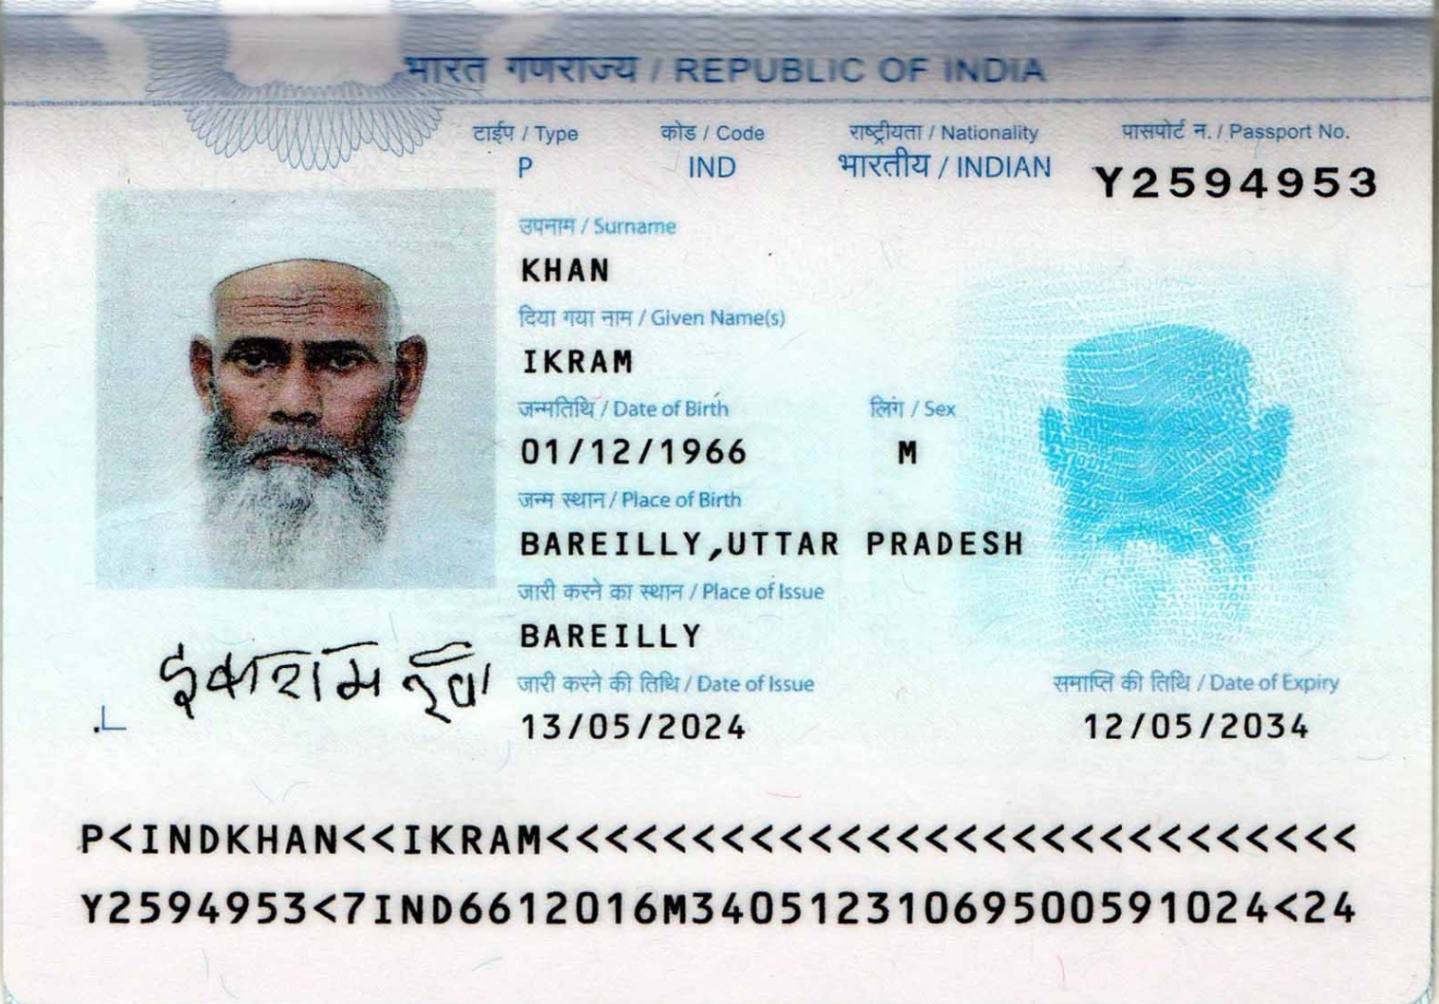 भारत गणराज्य / REPUBLIC OF INDIA
टाईप / Type कोड / Code राष्ट्रीयता / Nationality पासपोर्ट न. / Passport No.
P IND भारतीय / INDIAN Y2594953
उपनाम / Surname
KHAN
दिया गया नाम / Given Name(s)
IKRAM
जन्मतिथि / Date of Birth लिंग / Sex
01/12/1966 M
जन्म स्थान / Place of Birth
BAREILLY,UTTAR PRADESH
जारी करने का स्थान / Place of Issue
BAREILLY
जारी करने की तिथि / Date of Issue समाप्ति की तिथि / Date of Expiry
13/05/2024 12/05/2034
P<INDKHAN<<IKRAM<<<<<<<<<<<<<<<<<<<<<<<<<<<<
Y2594953<7IND6612016M34051231069500591024<24